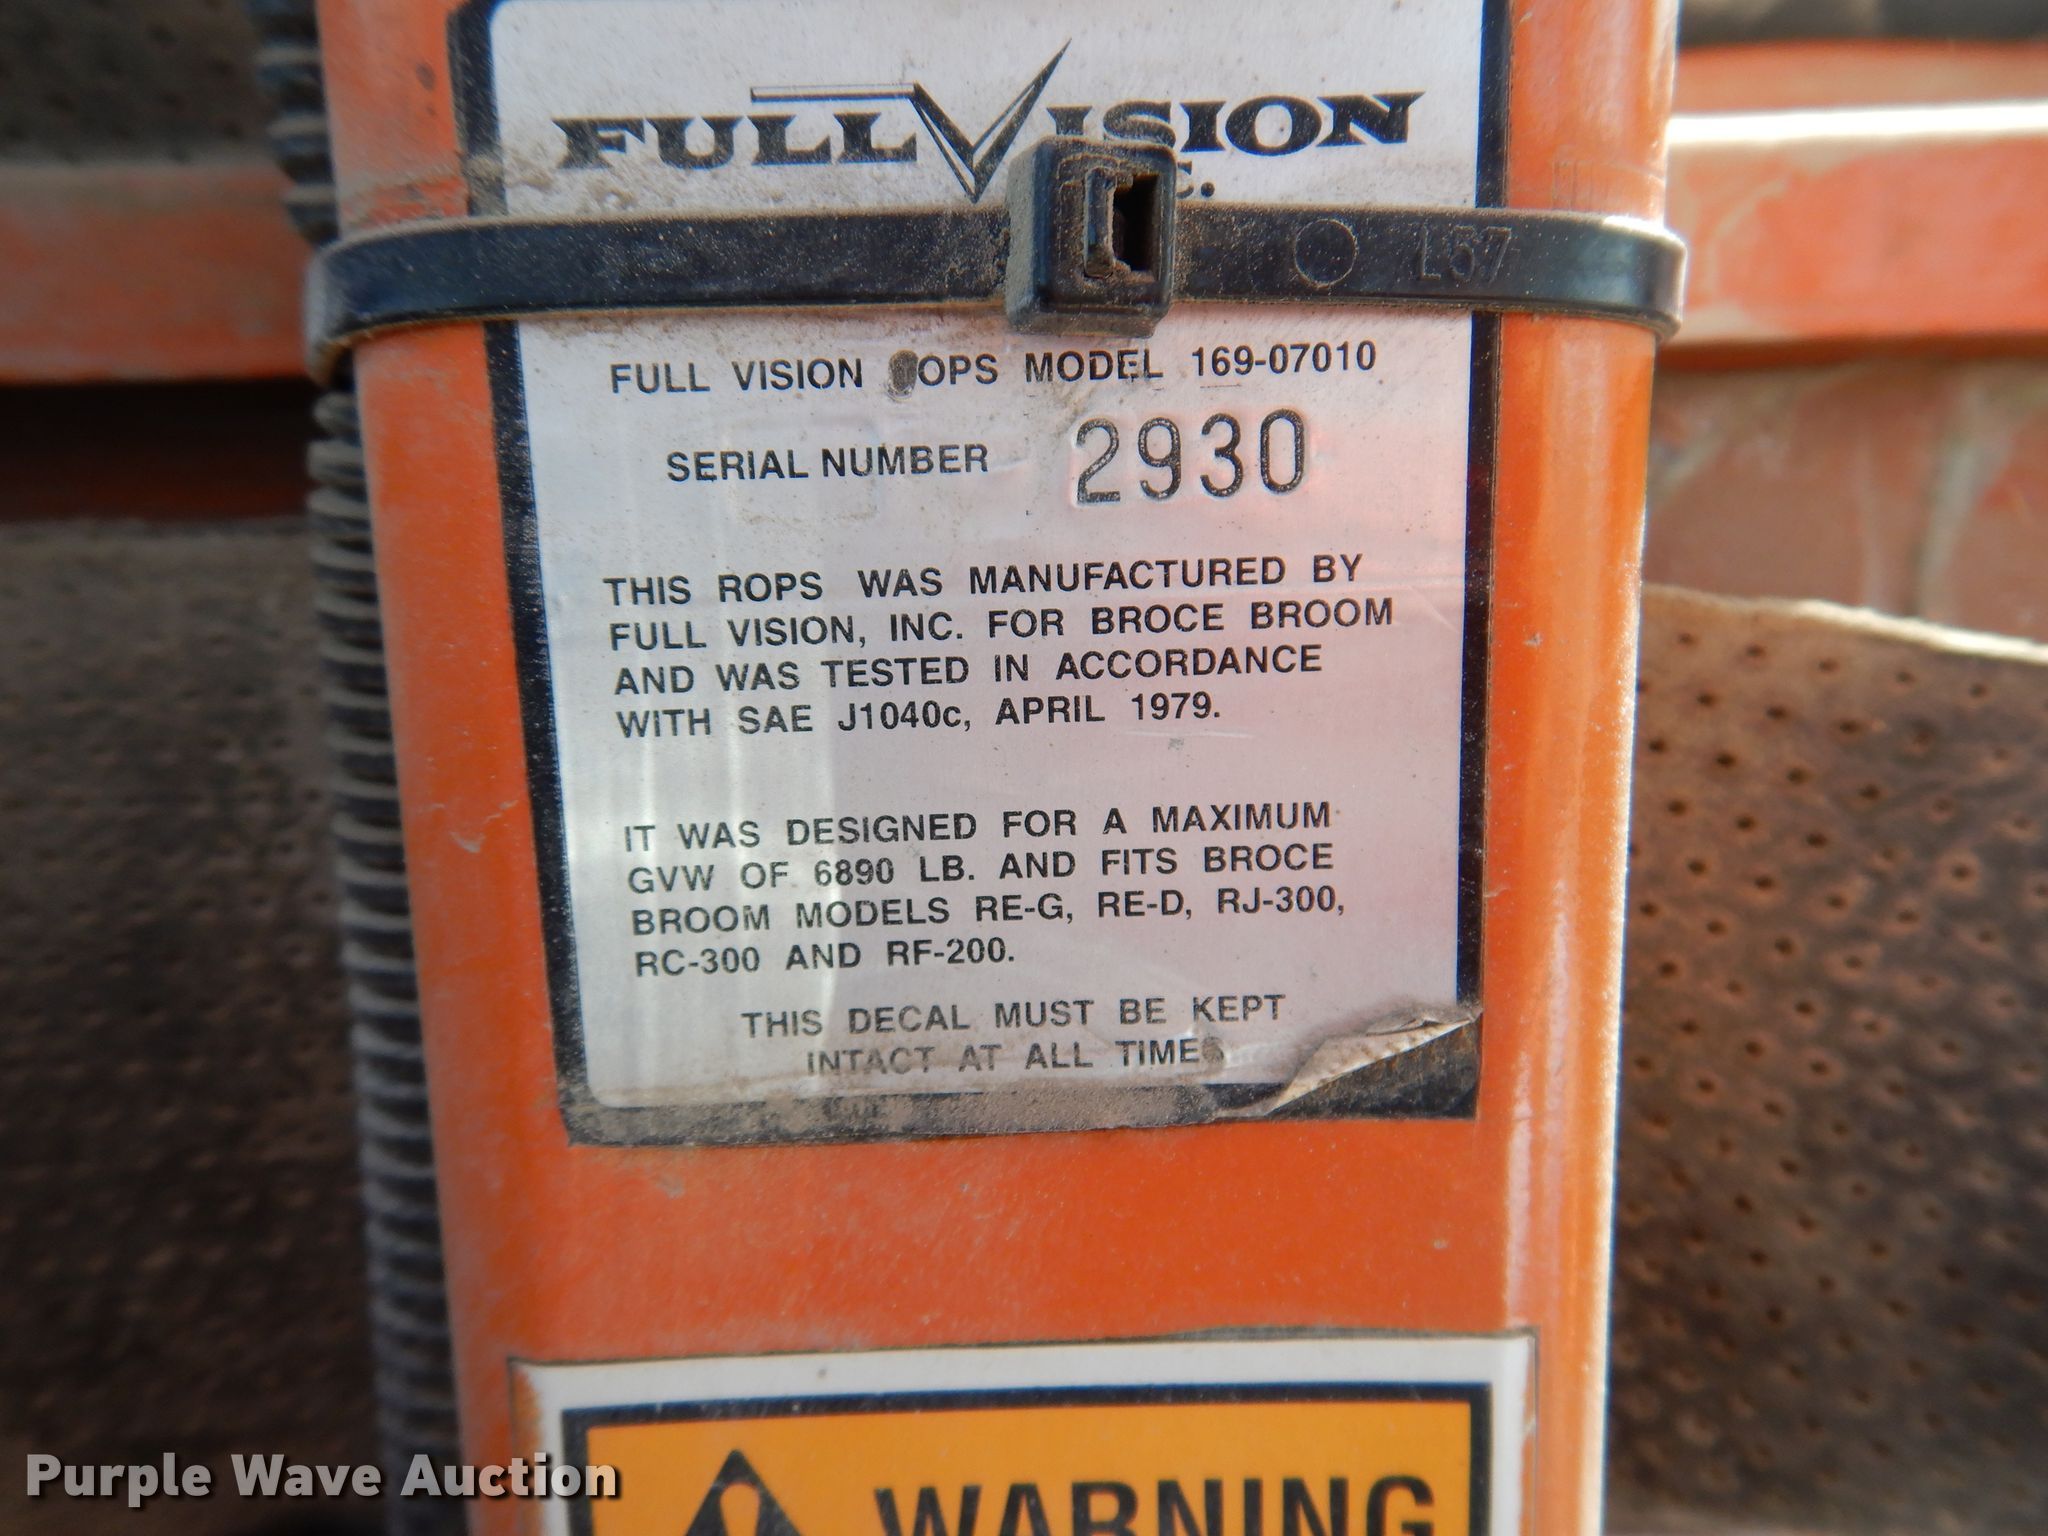 FULL VISION
L67
FULL VISION ROPS MODEL 169-07010
SERIAL NUMBER 2930
THIS ROPS WAS MANUFACTURED BY
FULL VISION, INC. FOR BROCE BROOM
AND WAS TESTED IN ACCORDANCE
WITH SAE J1040c, APRIL 1979.
IT WAS DESIGNED FOR A MAXIMUM
GVW OF 6890 LB. AND FITS BROCE
BROOM MODELS RE-G, RE-D, RJ-300,
RC-300 AND RF-200.
THIS DECAL MUST BE KEPT
INTACT AT ALL TIMES
WARNING
Purple Wave Auction